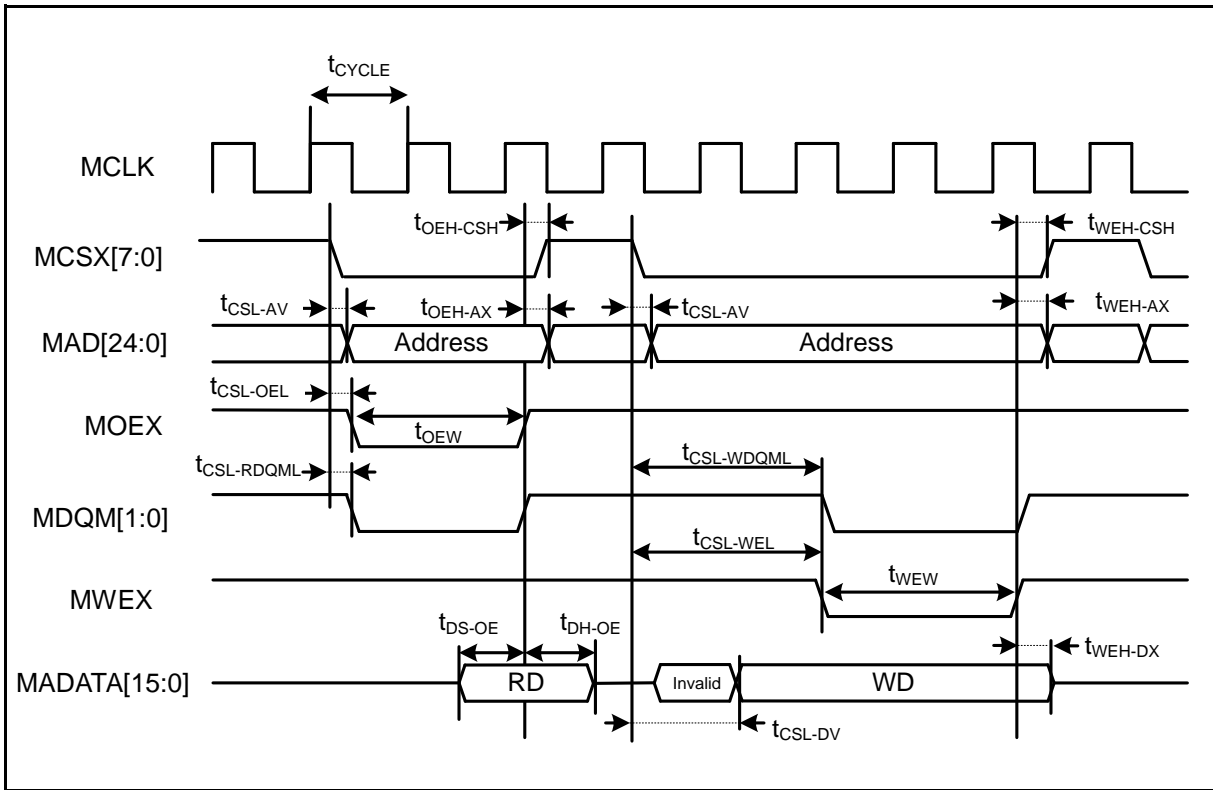 tCYCLE
MCLK
tOEH-CSH
tWEH-CSH
MCSX[7:0]
tCSL-AV
tOEH-AX
tCSL-AV
tWEH-AX
MAD[24:0]
Address
Address
tCSL-OEL
MOEX
tOEW
tCSL-WDQML
tCSL-RDQML
MDQM[1:0]
tCSL-WEL
tWEW
MWEX
tDS-OE
tDH-OE
tWEH-DX
MADATA[15:0]
RD
Invalid
WD
tCSL-DV